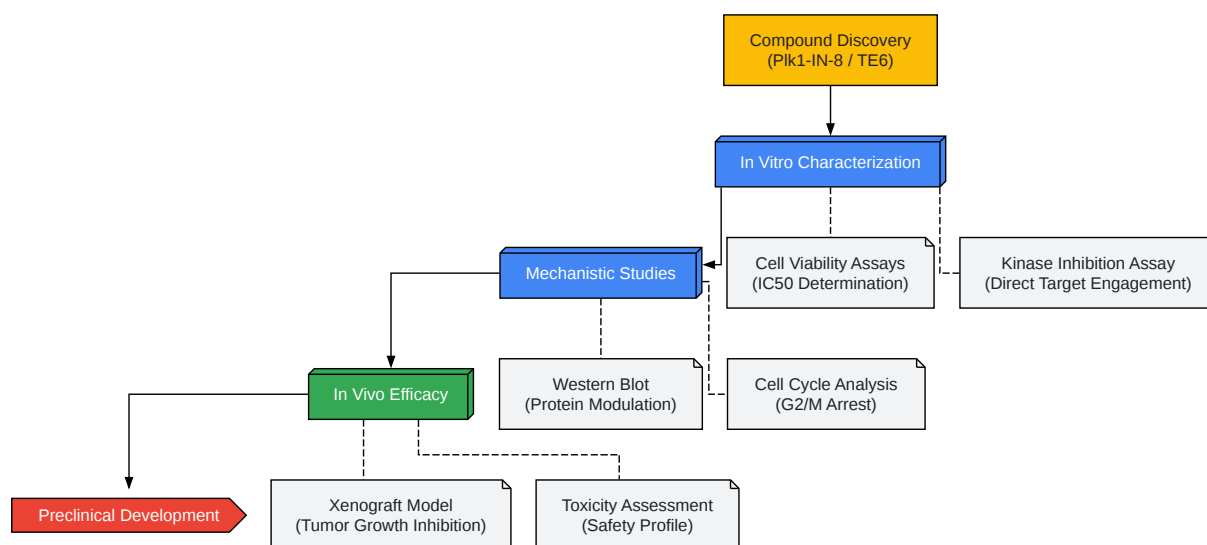 Compound Discovery
(Plk1-IN-8 / TE6)
In Vitro Characterization
Cell Viability Assays
(IC50 Determination)
Kinase Inhibition Assay
(Direct Target Engagement)
Mechanistic Studies
Western Blot
(Protein Modulation)
Cell Cycle Analysis
(G2/M Arrest)
In Vivo Efficacy
Xenograft Model
(Tumor Growth Inhibition)
Toxicity Assessment
(Safety Profile)
Preclinical Development